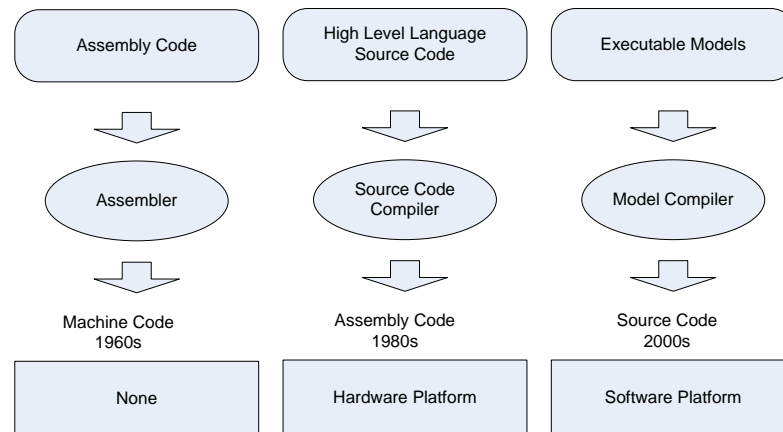 Assembly Code
High Level Language
Source Code
Executable Models
Assembler
Source Code
Compiler
Model Compiler
Machine Code
1960s
Assembly Code
1980s
Source Code
2000s
None
Hardware Platform
Software Platform